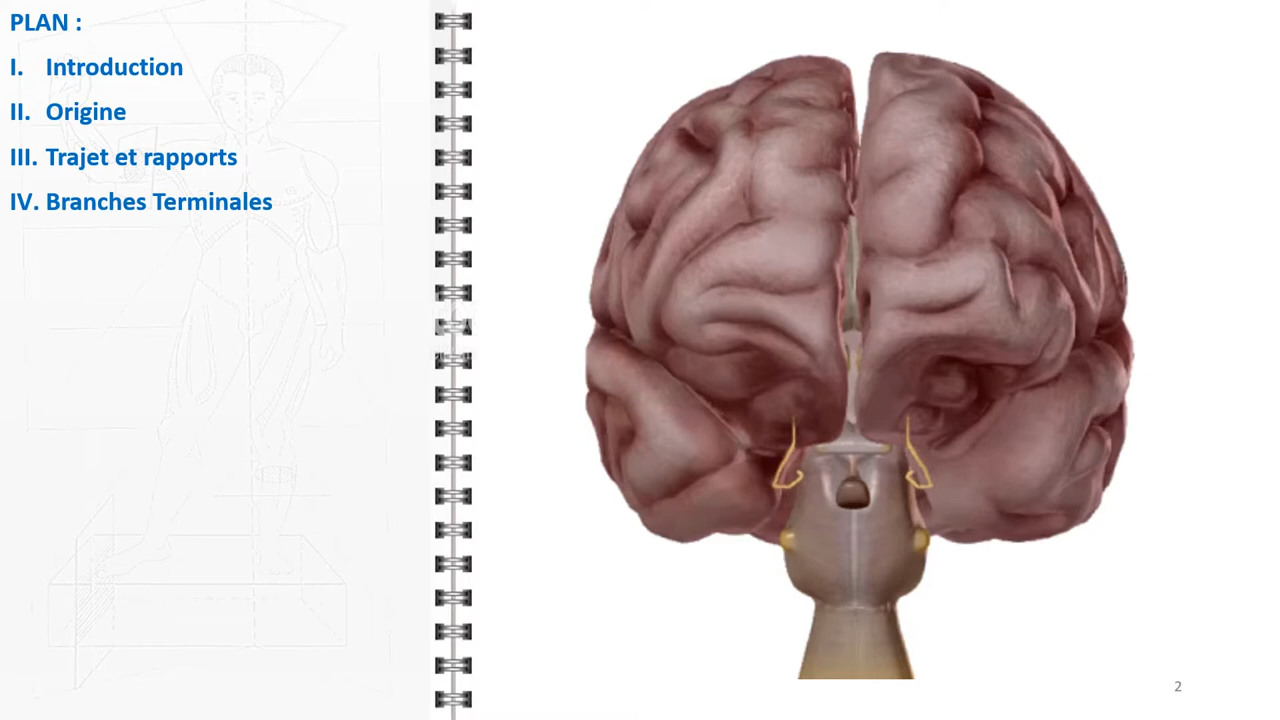 PLAN :
I. Introduction
II. Origine
III. Trajet et rapports
IV. Branches Terminales
2